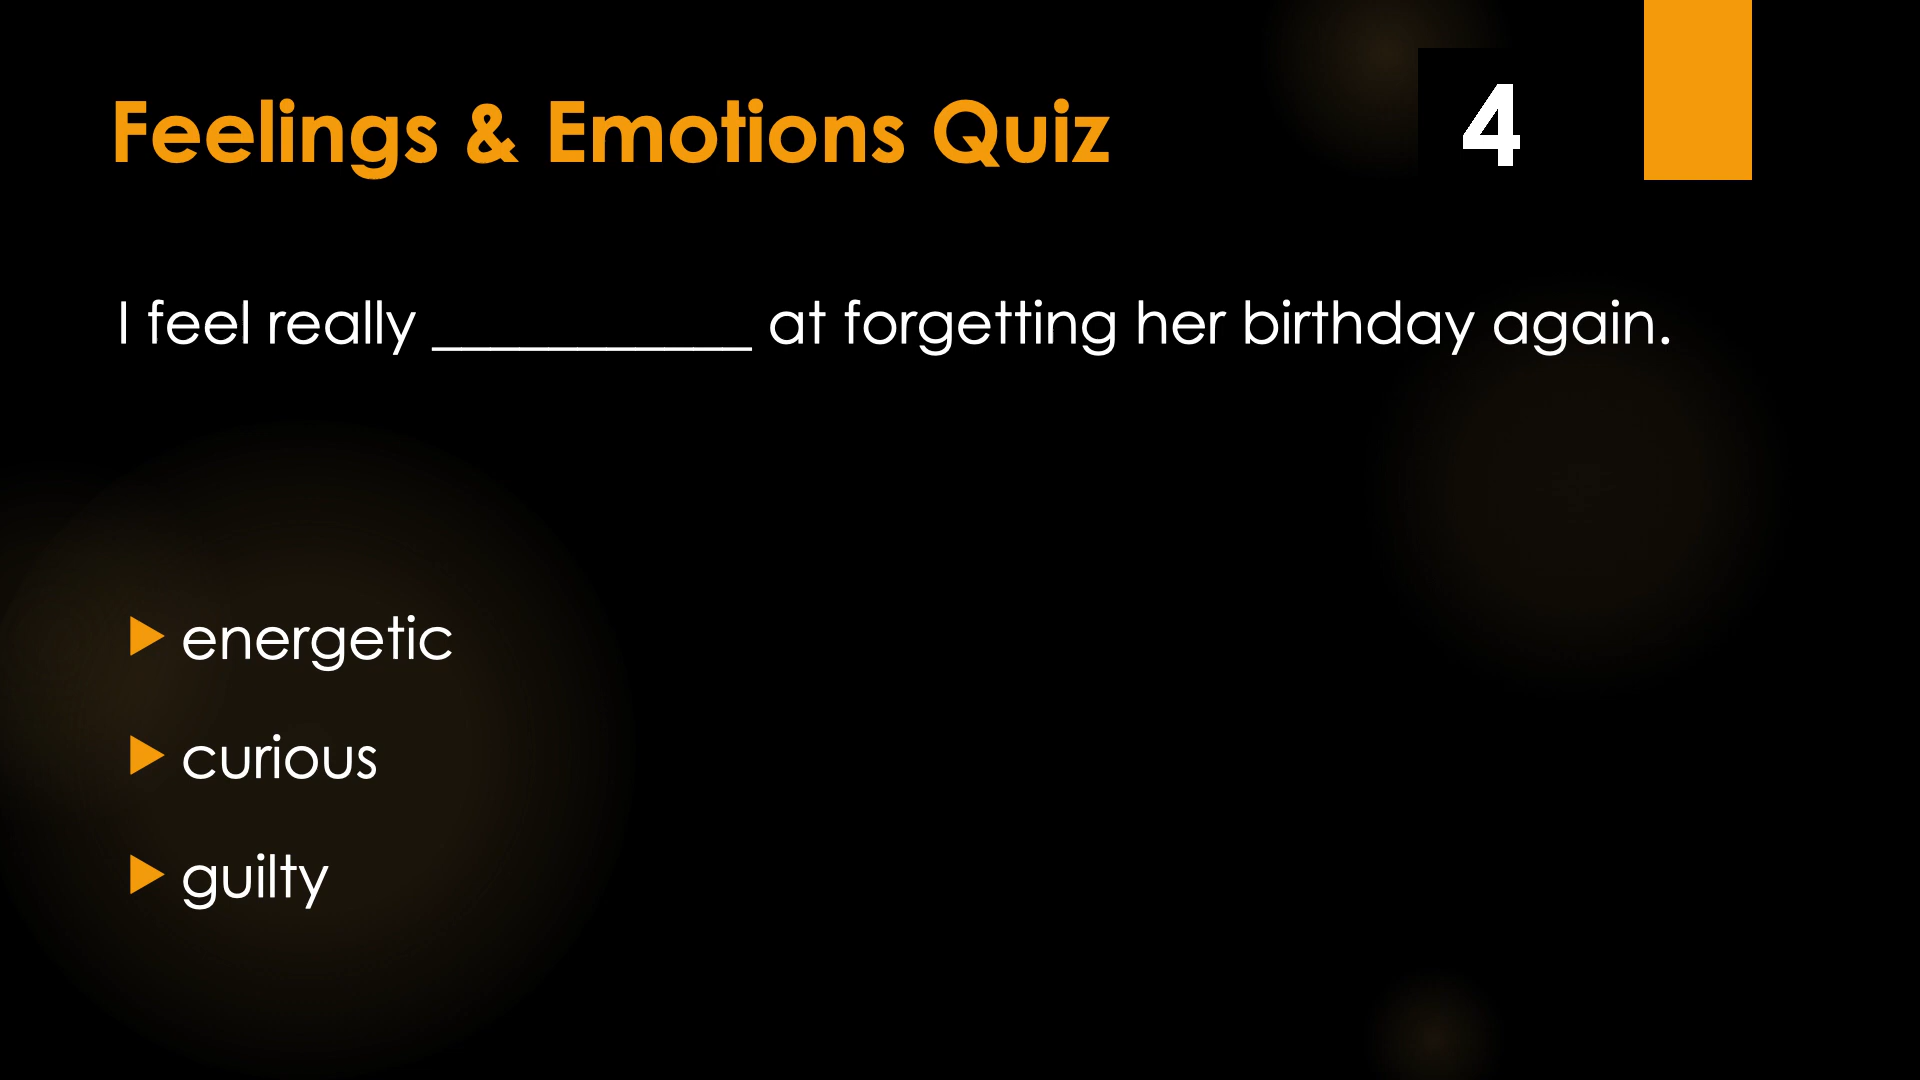 Feelings & Emotions Quiz
4
I feel really ___________ at forgetting her birthday again.
energetic
curious
guilty